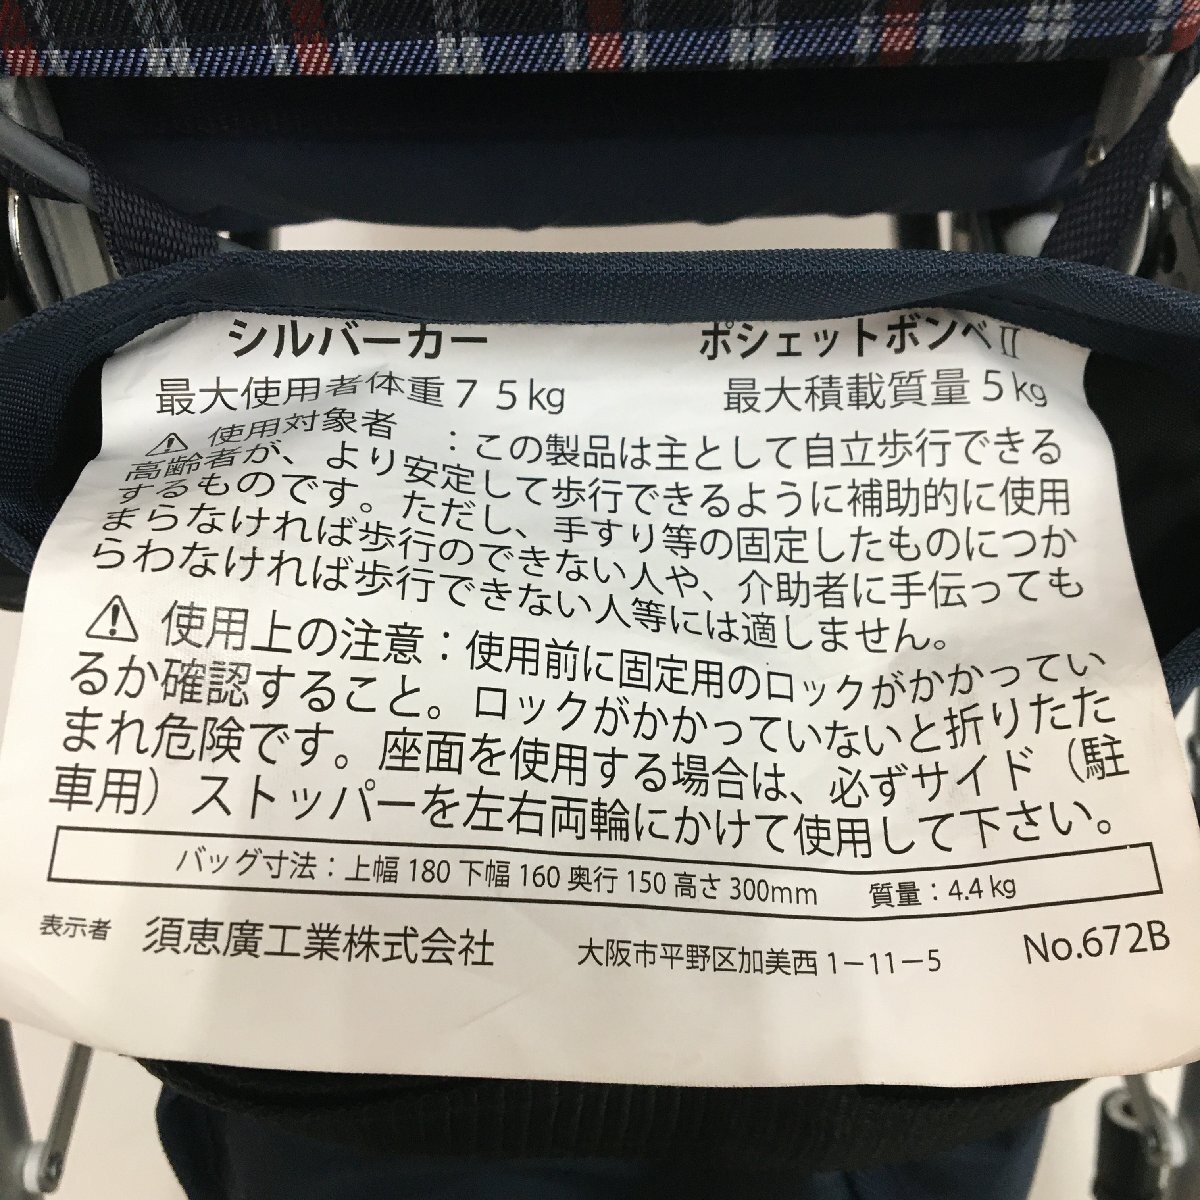 シルバーカー ポシェットボンベⅡ
最大使用者体重７５kg 最大積載質量５kg
⚠ 使用対象者 ：この製品は主として自立歩行できる
高齢者が、より安定して歩行できるように補助的に使用
するものです。ただし、手すり等の固定したものにつか
まらなければ歩行のできない人や、介助者に手伝っても
らわなければ歩行できない人等には適しません。
⚠ 使用上の注意：使用前に固定用のロックがかかってい
るか確認すること。ロックがかかっていないと折りたた
まれ危険です。座面を使用する場合は、必ずサイド（駐
車用）ストッパーを左右両輪にかけて使用して下さい。
バッグ寸法：上幅 180 下幅 160 奥行 150 高さ 300mm 質量：4.4 kg
表示者 須恵廣工業株式会社 大阪市平野区加美西 1－11－5 No.672B